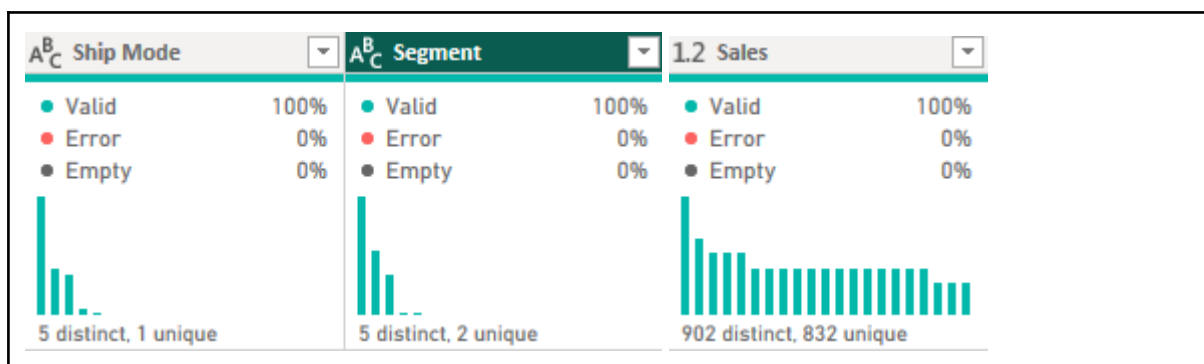 ABC Ship Mode ABC Segment 1.2 Sales
Valid 100% Valid 100% Valid 100%
Error 0% Error 0% Error 0%
Empty 0% Empty 0% Empty 0%
5 distinct, 1 unique 5 distinct, 2 unique 902 distinct, 832 unique